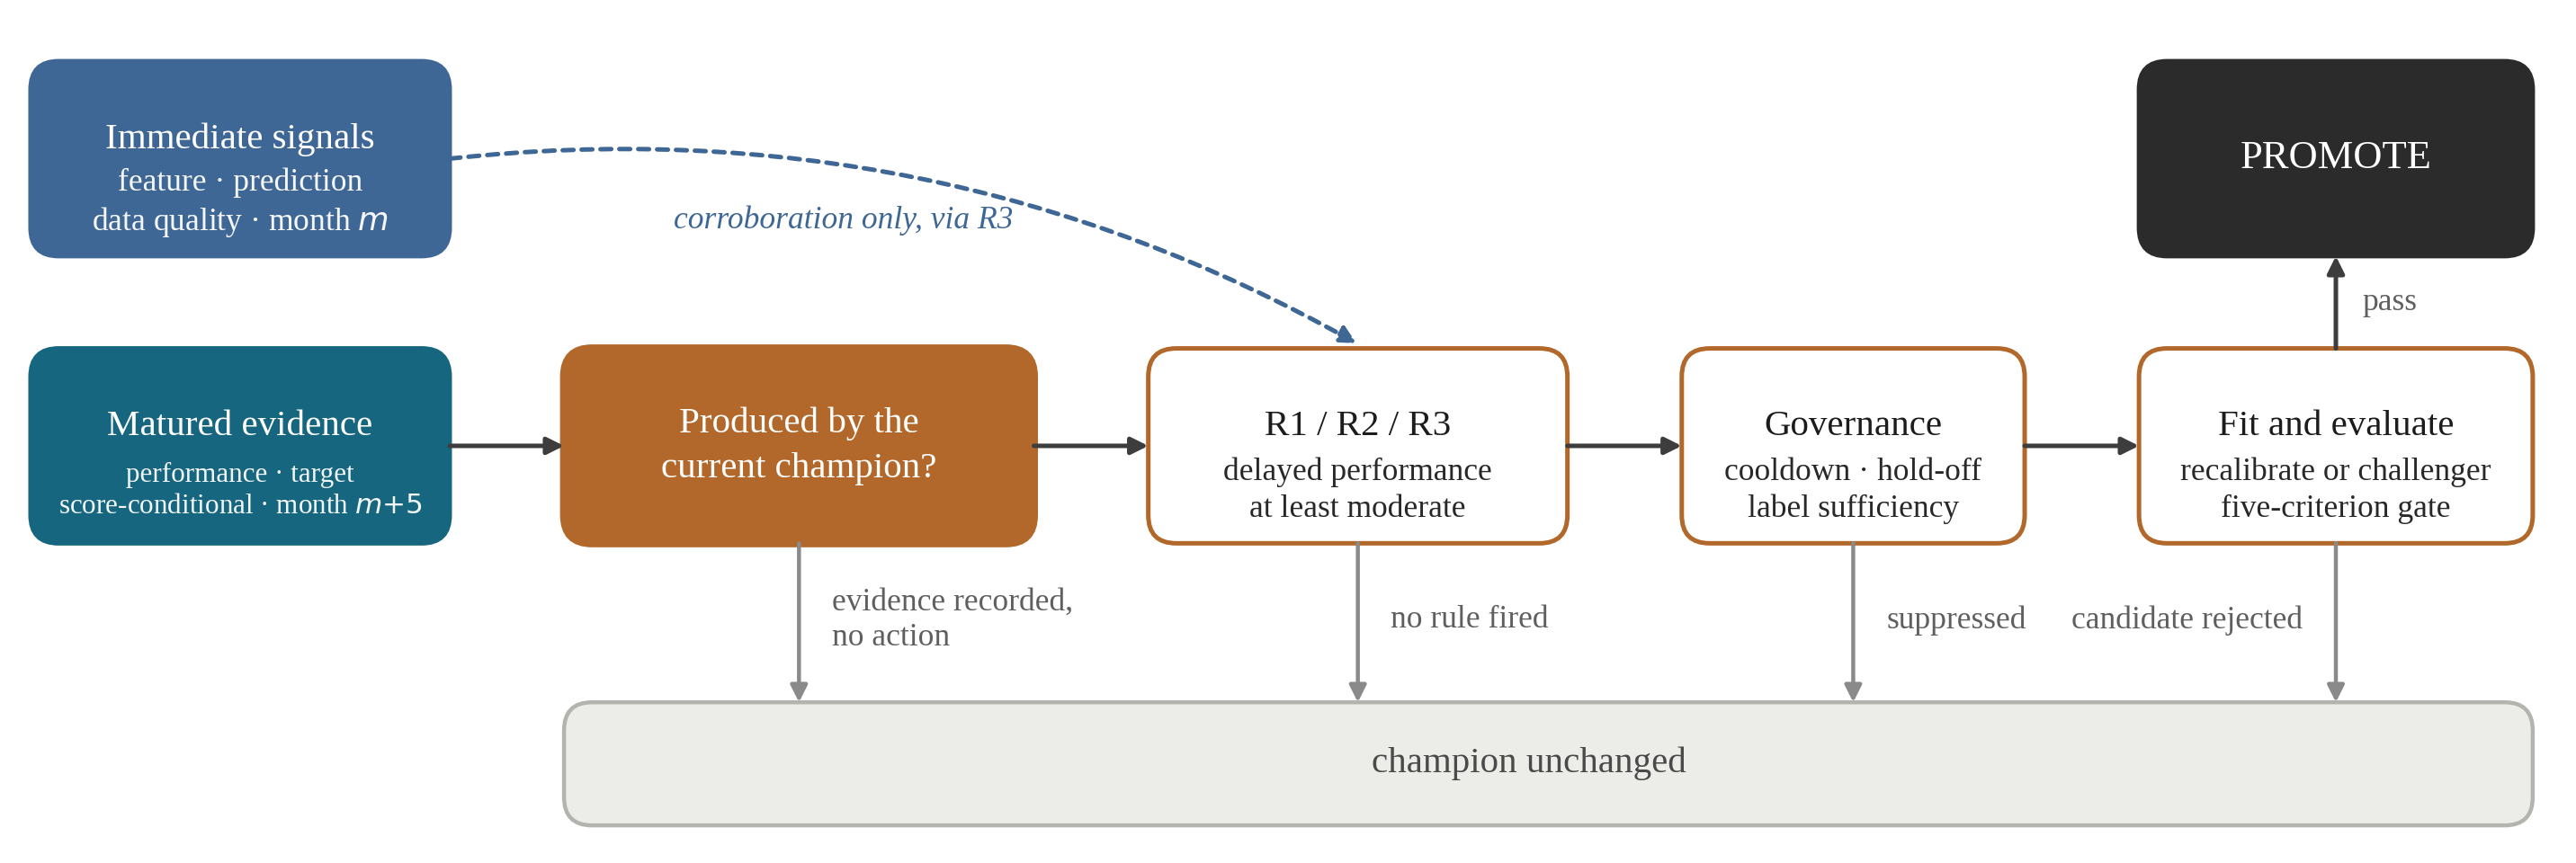 Immediate signals
feature · prediction
data quality · month m
corroboration only, via R3
PROMOTE
pass
Matured evidence
performance · target
score-conditional · month m+5
Produced by the
current champion?
R1 / R2 / R3
delayed performance
at least moderate
Governance
cooldown · hold-off
label sufficiency
Fit and evaluate
recalibrate or challenger
five-criterion gate
evidence recorded,
no action
no rule fired
suppressed
candidate rejected
champion unchanged